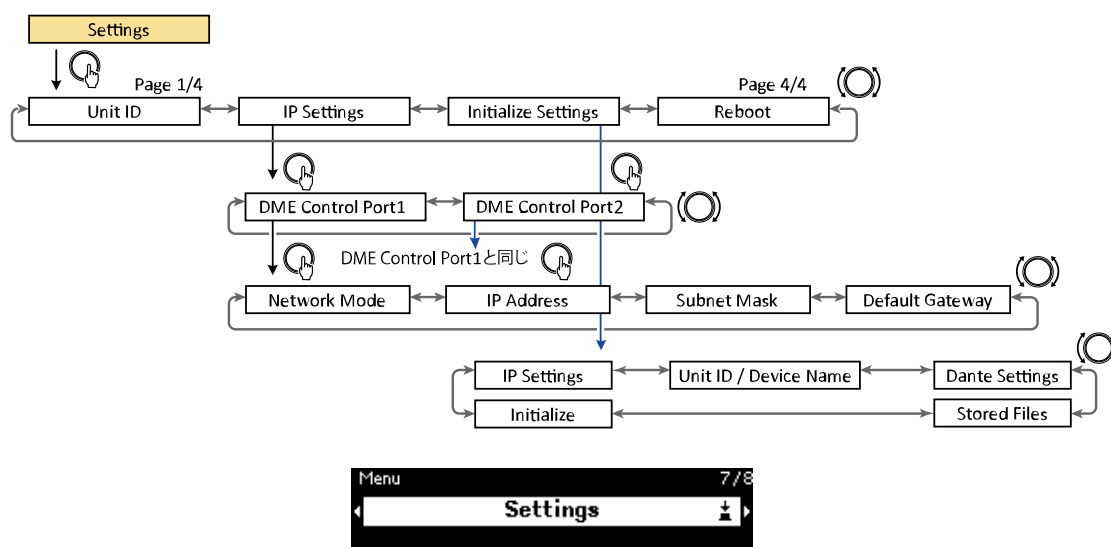 Settings
Page 1/4 Page 4/4
Unit ID IP Settings Initialize Settings Reboot
DME Control Port1 DME Control Port2
DME Control Port1と同じ
Network Mode IP Address Subnet Mask Default Gateway
IP Settings Unit ID / Device Name Dante Settings
Initialize Stored Files
Menu 7/8
Settings